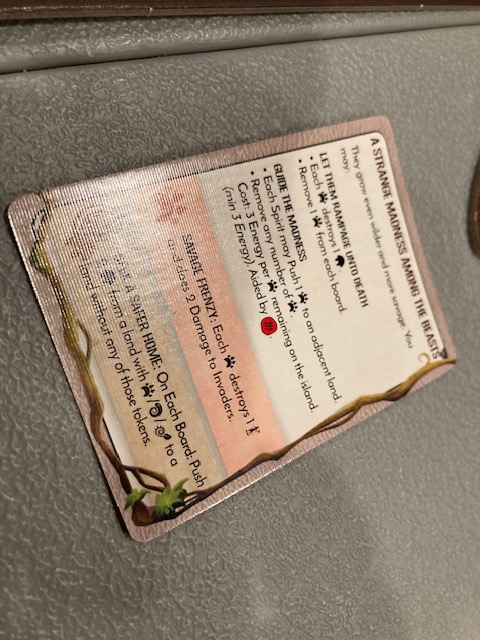 A STRANGE MADNESS AMONG THE BEASTS
They grow even wilder and more savage. You
may:
LET THEM RAMPAGE UNTO DEATH
• Each destroys 1 .
• Remove 1 from each board.
GUIDE THE MADNESS
• Each Spirit may Push 1 to an adjacent land.
• Remove any number of .
Cost: 3 Energy per remaining on the island.
(min 3 Energy) Aided by .
SAVAGE FRENZY: Each destroys 1
and does 2 Damage to Invaders.
A SAFER HOME: On Each Board: Push
from a land with / / to a
land without any of those tokens.